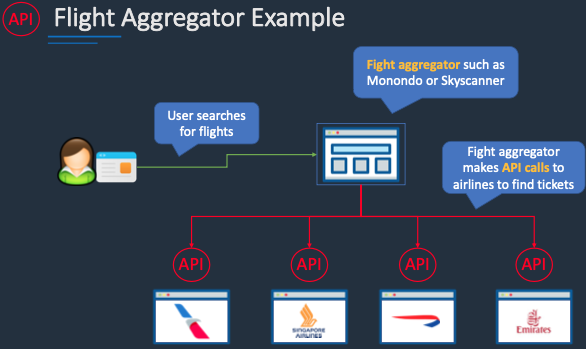 API
Flight Aggregator Example
Fight aggregator such as
Monondo or Skyscanner
User searches
for flights
Fight aggregator
makes API calls to
airlines to find tickets
API
API
API
API
SINGAPORE
AIRLINES
Emirates